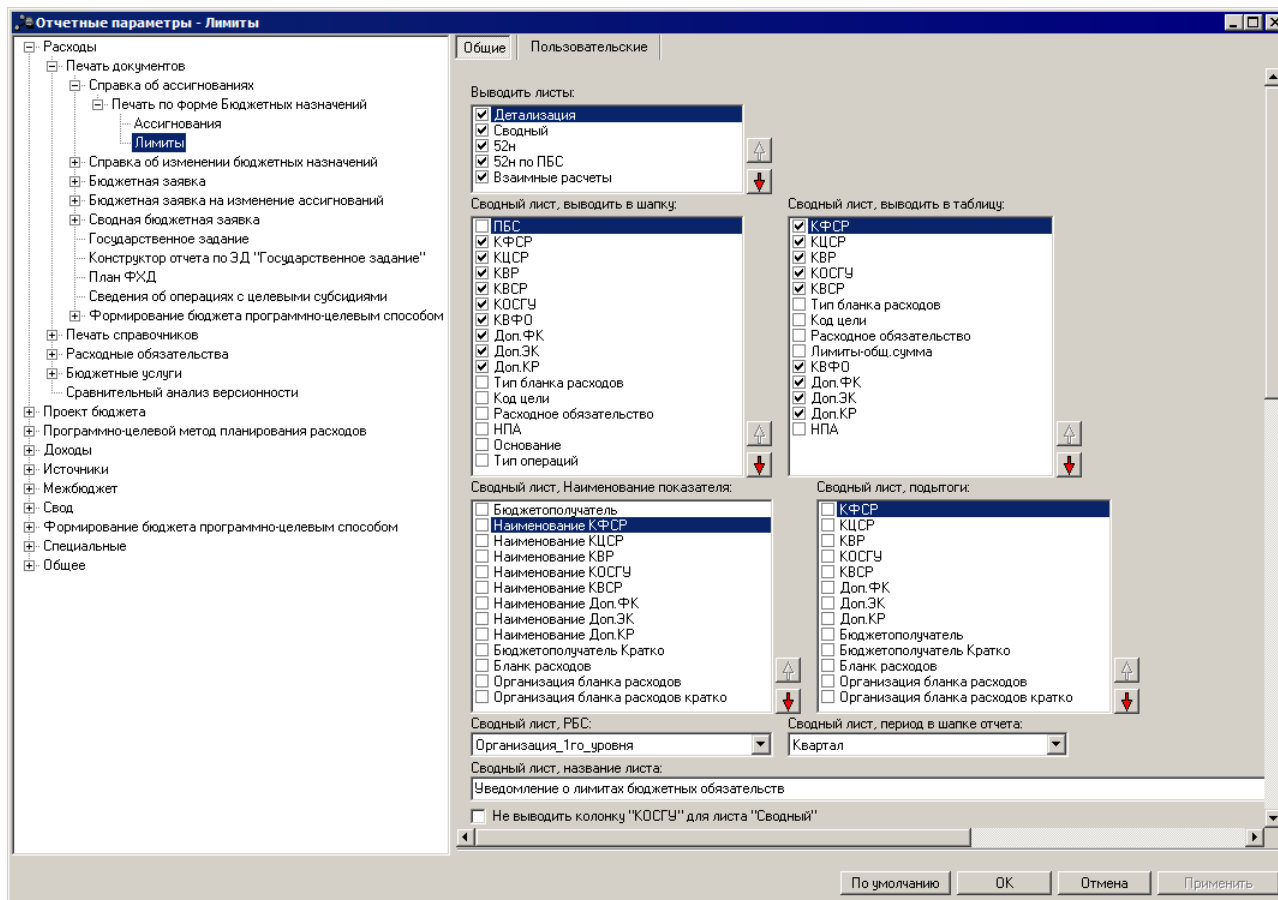 Отчетные параметры - Лимиты
Расходы
Печать документов
Справка об ассигнованиях
Печать по форме Бюджетных назначений
Ассигнования
Лимиты
Справка об изменении бюджетных назначений
Бюджетная заявка
Бюджетная заявка на изменение ассигнований
Сводная бюджетная заявка
Государственное задание
Конструктор отчета по ЭД "Государственное задание"
План ФХД
Сведения об операциях с целевыми субсидиями
Формирование бюджета программно-целевым способом
Печать справочников
Расходные обязательства
Бюджетные услуги
Сравнительный анализ версионности
Проект бюджета
Программно-целевой метод планирования расходов
Доходы
Источники
Межбюджет
Свод
Формирование бюджета программно-целевым способом
Специальные
Общее
Общие
Пользовательские
Выводить листы:
Детализация
Сводный
52н
52н по ПБС
Взаимные расчеты
Сводный лист, выводить в шапку:
ПБС
КФСР
КЦСР
КВР
КВСР
КОСГУ
КВФО
Доп.ФК
Доп.ЭК
Доп.КР
Тип бланка расходов
Код цели
Расходное обязательство
НПА
Основание
Тип операций
Сводный лист, выводить в таблицу:
КФСР
КЦСР
КВР
КОСГУ
КВСР
Тип бланка расходов
Код цели
Расходное обязательство
Лимиты-общ.сумма
КВФО
Доп.ФК
Доп.ЭК
Доп.КР
НПА
Сводный лист, Наименование показателя:
Бюджетополучатель
Наименование КФСР
Наименование КЦСР
Наименование КВР
Наименование КОСГУ
Наименование КВСР
Наименование Доп.ФК
Наименование Доп.ЭК
Наименование Доп.КР
Бюджетополучатель Кратко
Бланк расходов
Организация бланка расходов
Организация бланка расходов кратко
Сводный лист, подытоги:
КФСР
КЦСР
КВР
КОСГУ
КВСР
Доп.ФК
Доп.ЭК
Доп.КР
Бюджетополучатель
Бюджетополучатель Кратко
Бланк расходов
Организация бланка расходов
Организация бланка расходов кратко
Сводный лист, РБС:
Организация_1го_уровня
Сводный лист, период в шапке отчета:
Квартал
Сводный лист, название листа:
Уведомление о лимитах бюджетных обязательств
Не выводить колонку "КОСГУ" для листа "Сводный"
По умолчанию
OK
Отмена
Применить